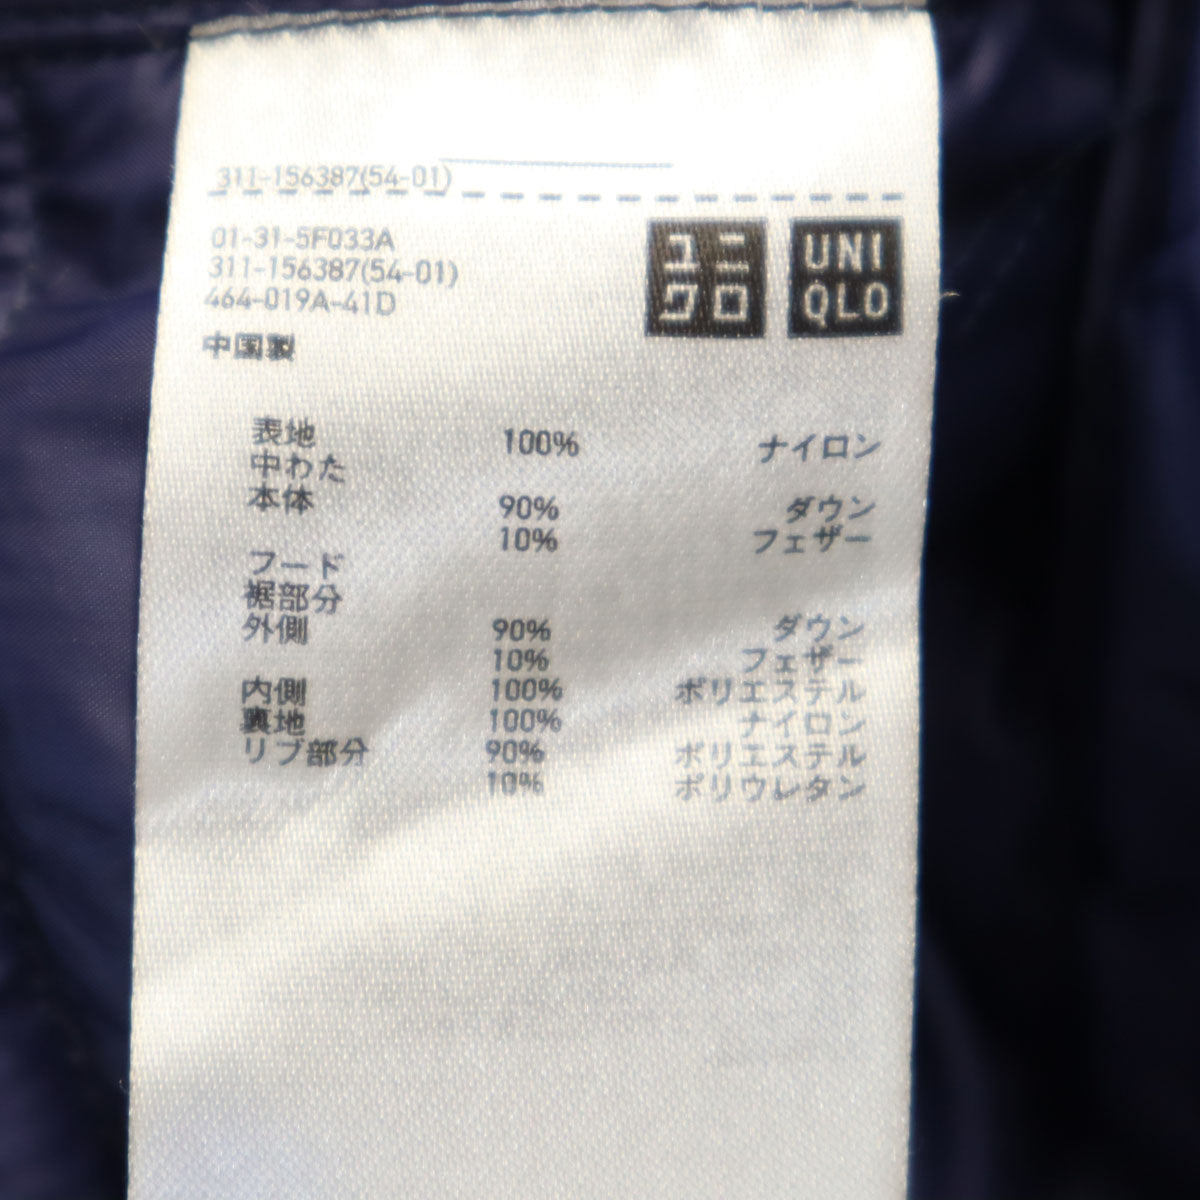 311-156387(54-01)
01-31-5F033A
311-156387(54-01)
464-019A-41D
中国製
ユニ
クロ
UNI
QLO
表地 100% ナイロン
中わた
本体 90% ダウン
10% フェザー
フード
裾部分
外側 90% ダウン
10% フェザー
内側 100% ポリエステル
裏地 100% ナイロン
リブ部分 90% ポリエステル
10% ポリウレタン